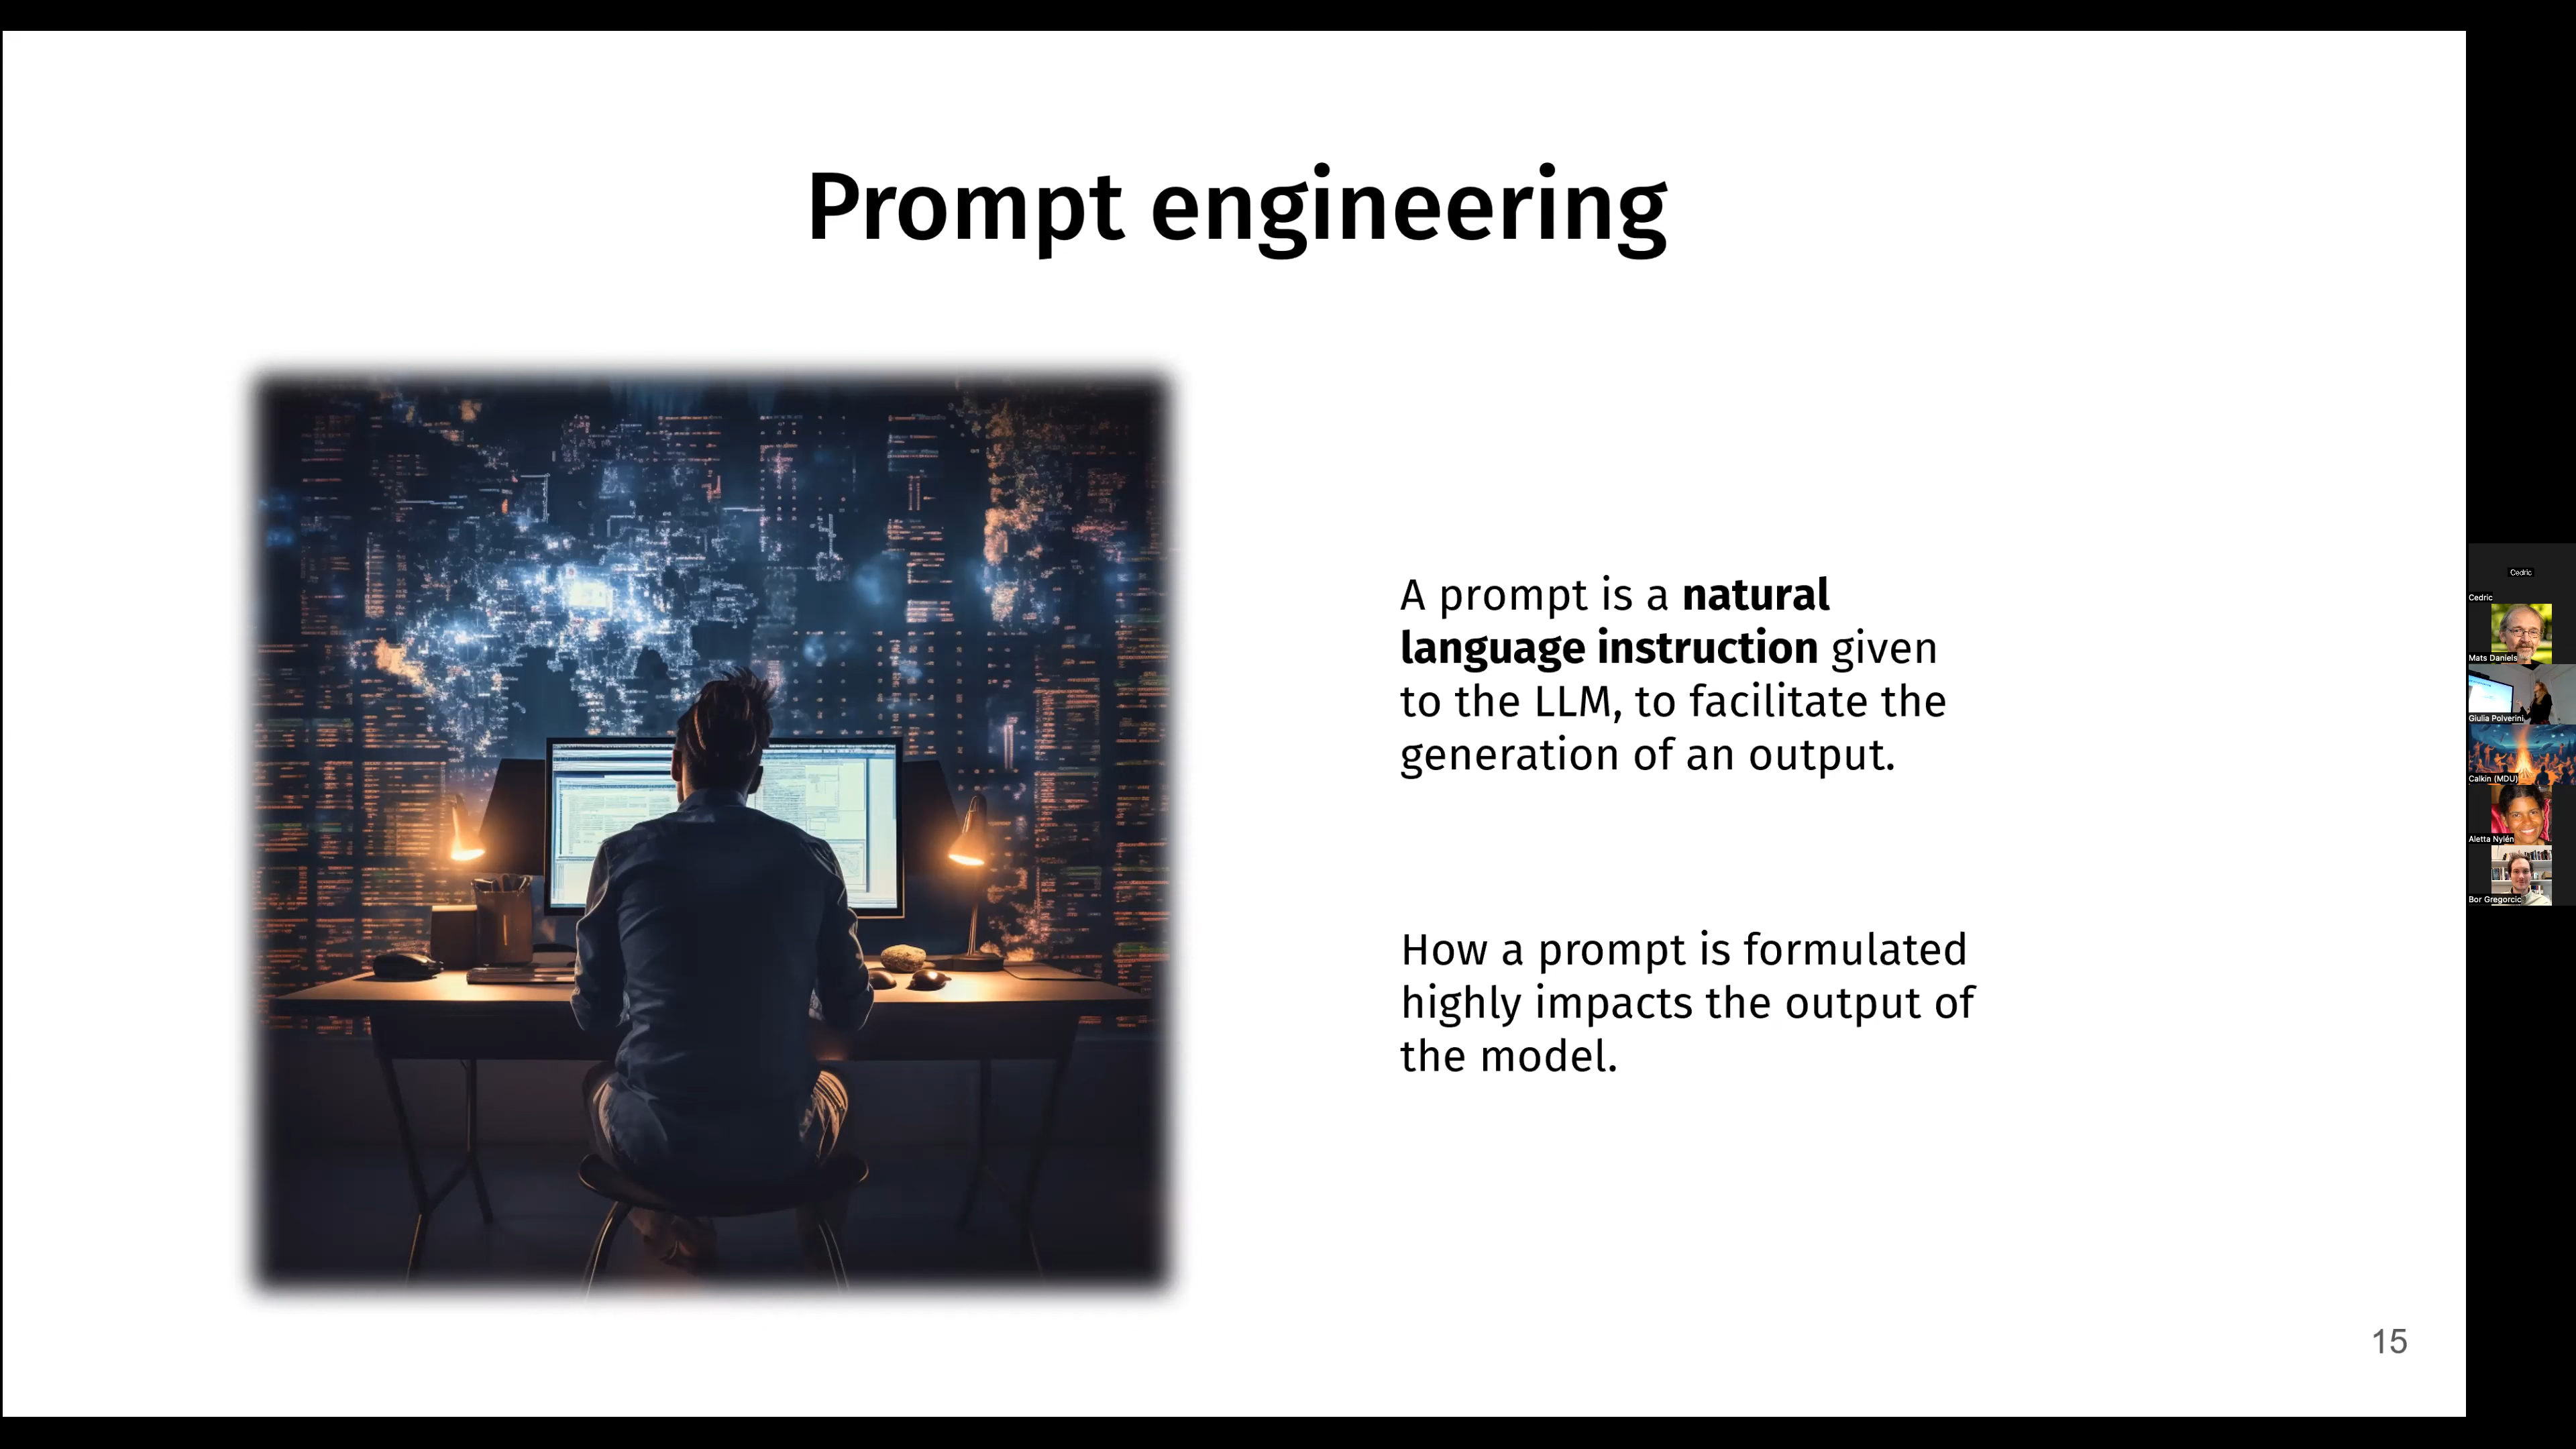 Prompt engineering
A prompt is a natural
language instruction given
to the LLM, to facilitate the
generation of an output.
How a prompt is formulated
highly impacts the output of
the model.
15
Cedric
Cedric
Mats Daniels
Giulia Polverini
Calkin (MDU)
Aletta Nylén
Bor Gregorcic